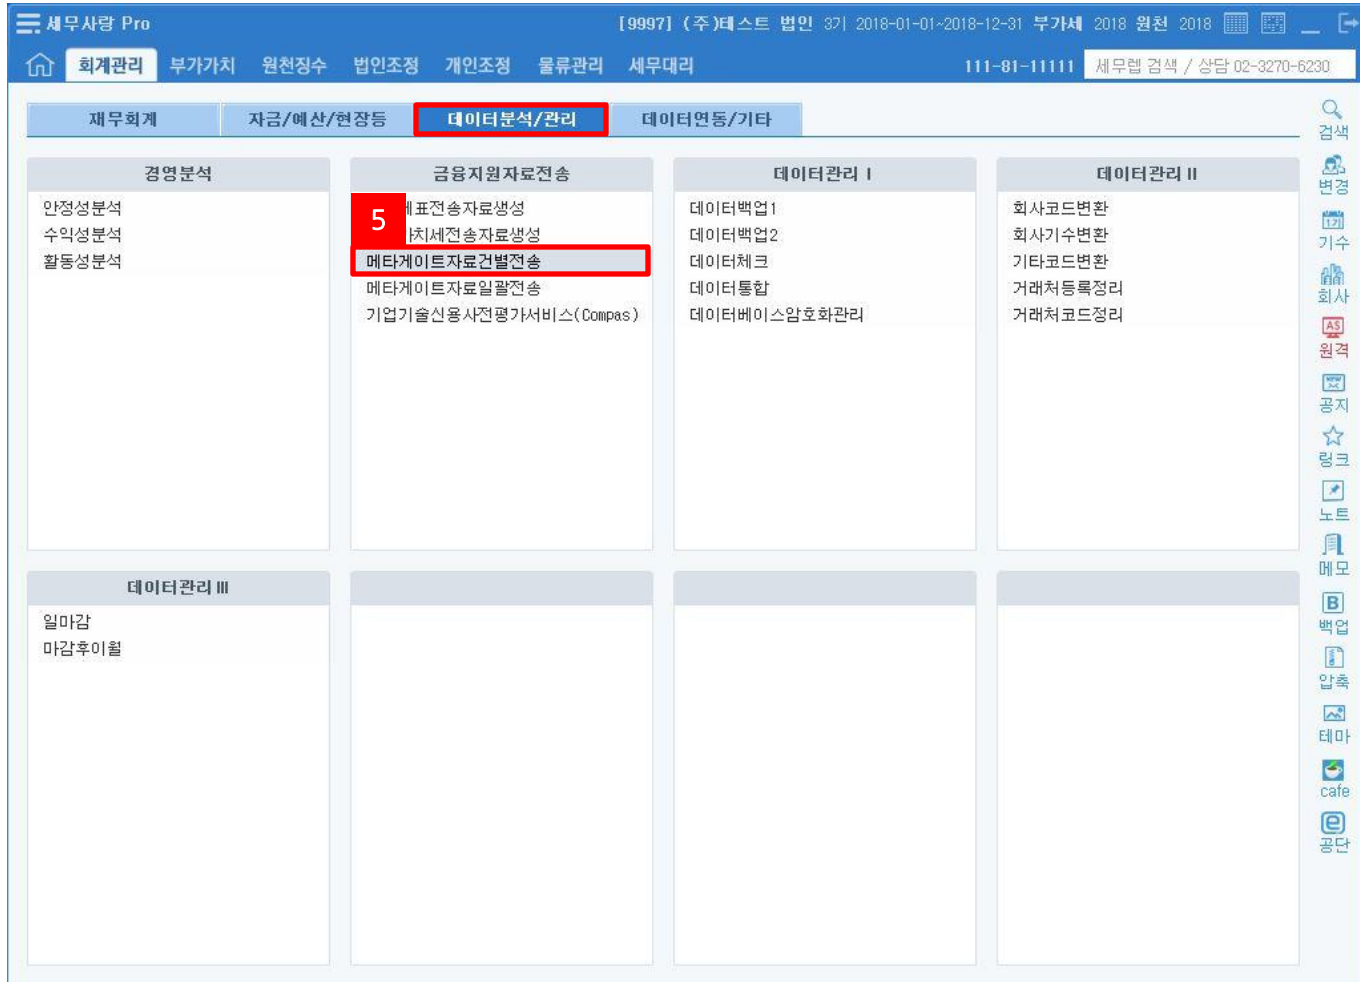 세무사랑 Pro
[9997] (주)테스트 법인 3기 2018-01-01~2018-12-31 부가세 2018 원천 2018
회계관리 부가가치 원천징수 법인조정 개인조정 물류관리 세무대리
111-81-11111 세무렙 검색 / 상담 02-3270-6230
재무회계 자금/예산/현장등 데이터분석/관리 데이터연동/기타
경영분석
안정성분석
수익성분석
활동성분석
금융지원자료전송
5
표전송자료생성
치세전송자료생성
메타게이트자료건별전송
메타게이트자료일괄전송
기업기술신용사전평가서비스(Compas)
데이터관리 I
데이터백업1
데이터백업2
데이터체크
데이터통합
데이터베이스암호화관리
데이터관리 II
회사코드변환
회사기수변환
기타코드변환
거래처등록정리
거래처코드정리
데이터관리 III
일마감
마감후이월
검색
변경
17기
기수
회사
AS
원격
NEW
공지
링크
노트
메모
B
백업
압축
테마
cafe
e
공단